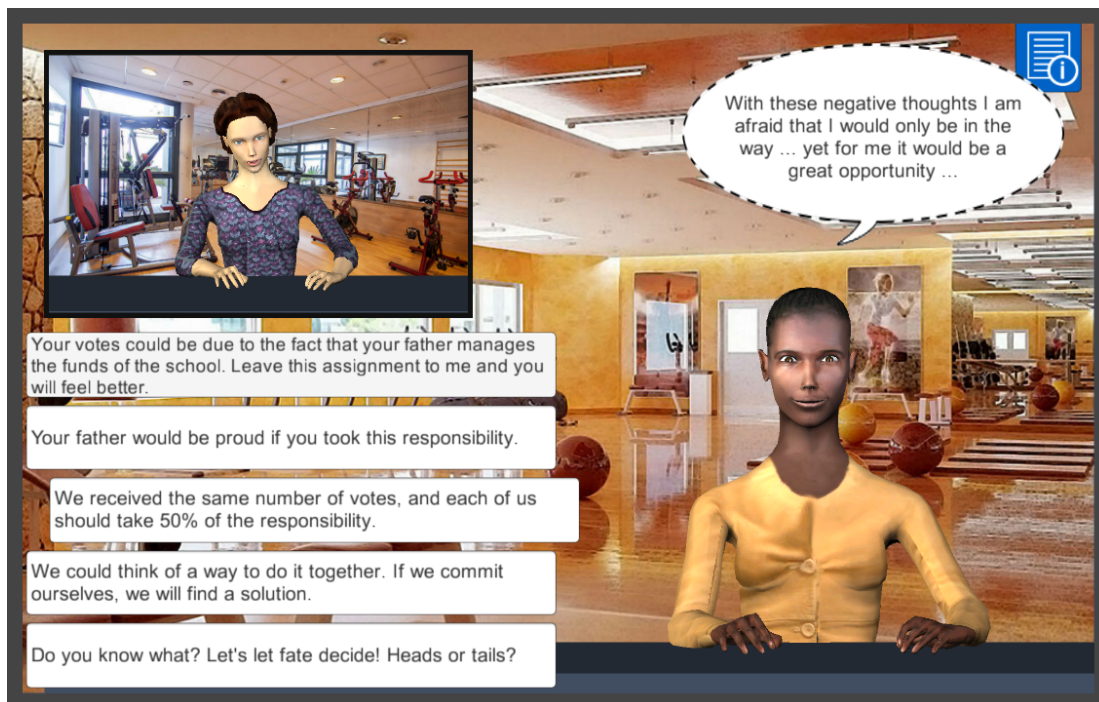 With these negative thoughts I am
afraid that I would only be in the
way ... yet for me it would be a
great opportunity ...
Your votes could be due to the fact that your father manages
the funds of the school. Leave this assignment to me and you
will feel better.
Your father would be proud if you took this responsibility.
We received the same number of votes, and each of us
should take 50% of the responsibility.
We could think of a way to do it together. If we commit
ourselves, we will find a solution.
Do you know what? Let's let fate decide! Heads or tails?